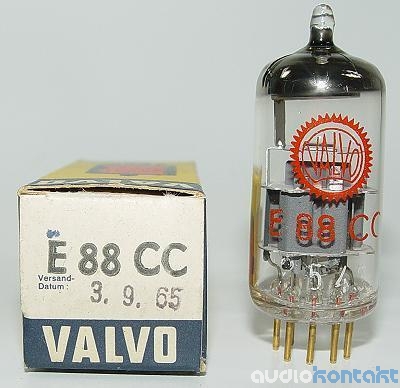 E 88 CC
Versand-
Datum: 3. 9. 65
VALVO
VALVO
E 88 CC
audiokontakt